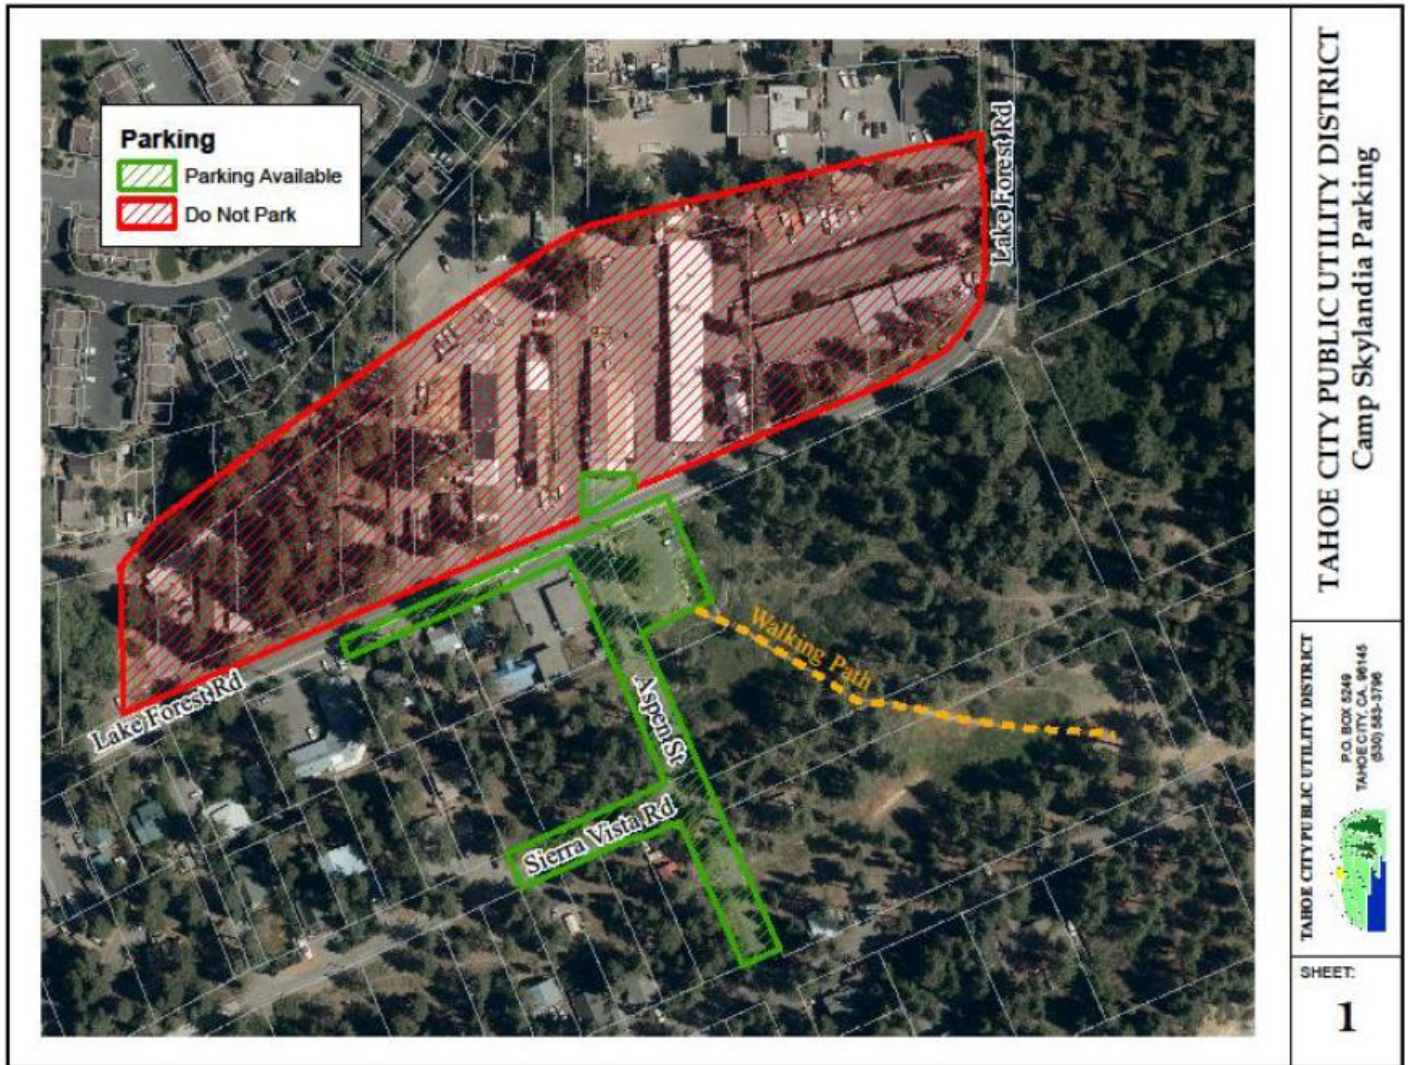 Parking
Parking Available
Do Not Park
Lake Forest Rd
Walking Path
Aspen St
Lake Forest Rd
Sierra Vista Rd
TAHOE CITY PUBLIC UTILITY DISTRICT
Camp Skylandia Parking
TAHOE CITY PUBLIC UTILITY DISTRICT
P.O. BOX 5249
TAHOE CITY, CA. 96145
(530) 583-3796
SHEET:
1